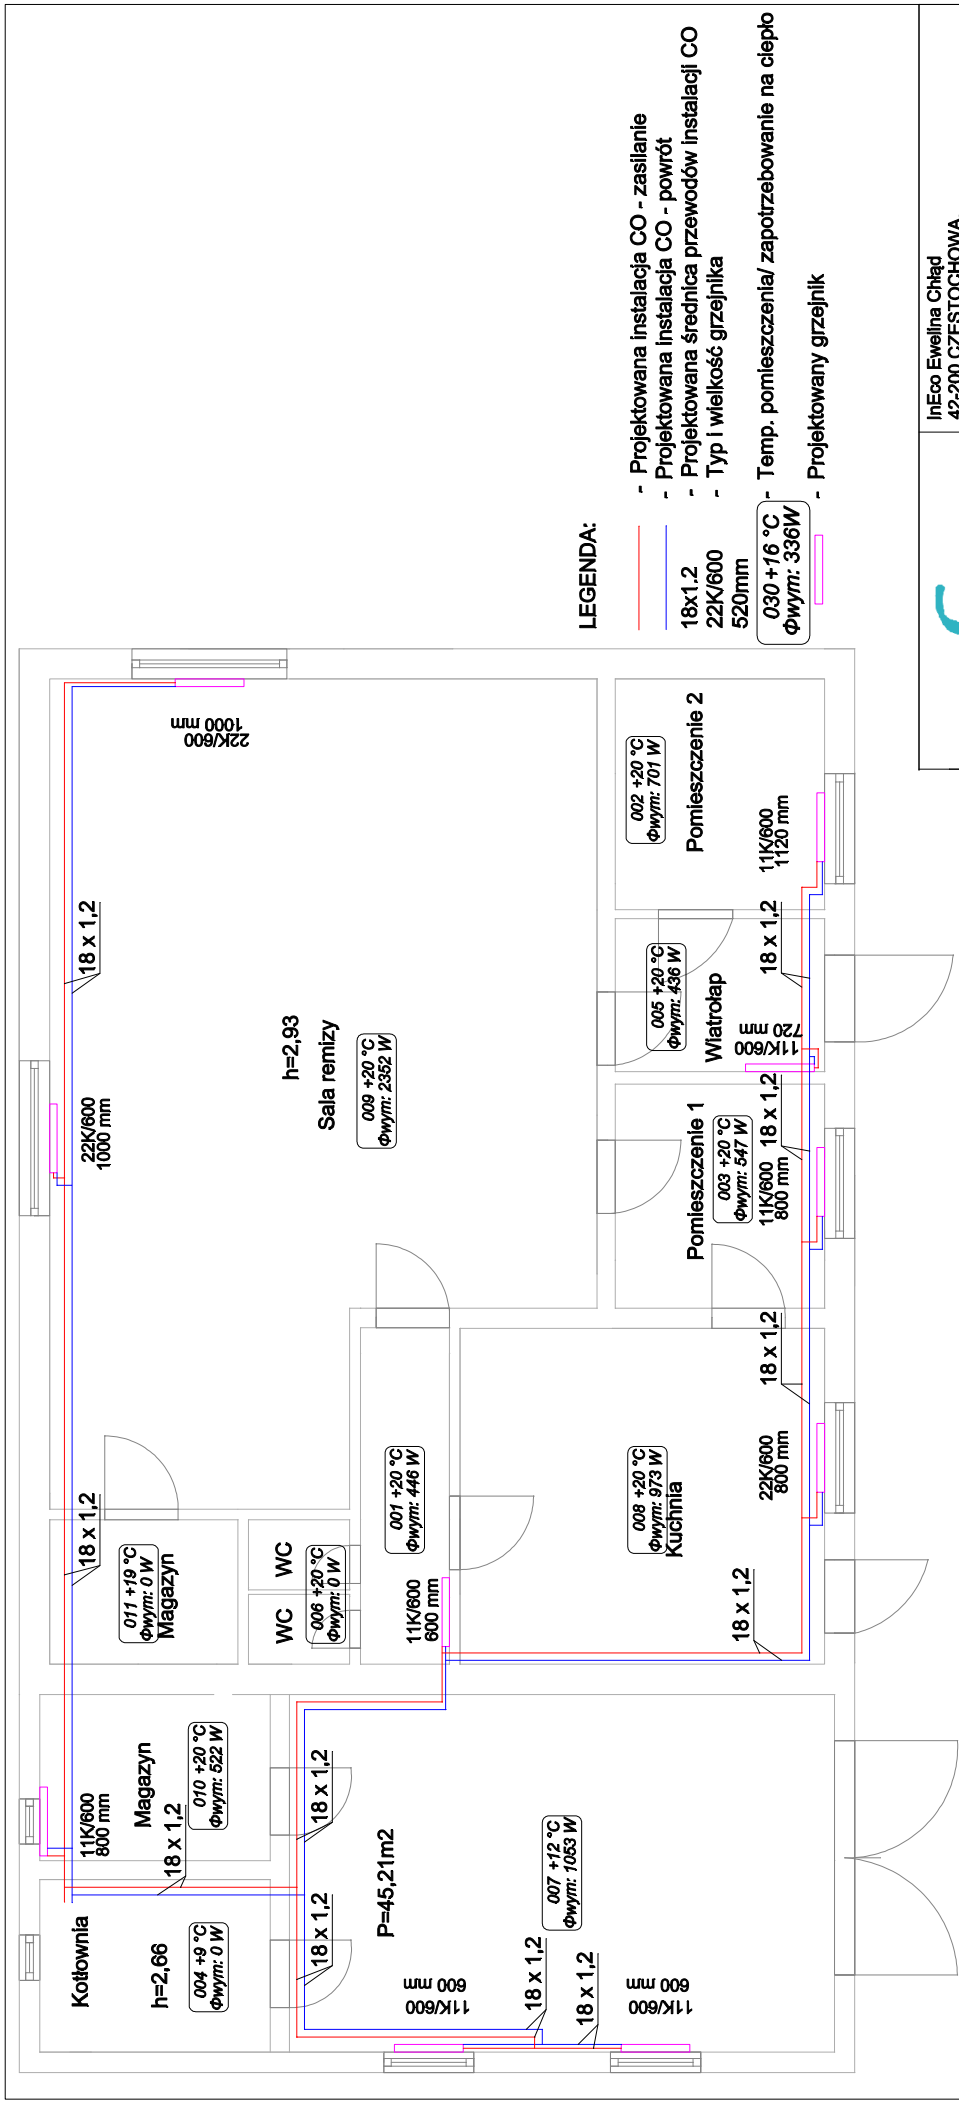 Kotłownia
h=2,66
004 +9 °C
Φwym: 0 W
11K/600
800 mm
Magazyn
18 x 1,2
010 +20 °C
Φwym: 522 W
18 x 1,2
011 +19 °C
Φwym: 0 W
Magazyn
WC
WC
006 +20 °C
Φwym: 0 W
22K/600
1000 mm
18 x 1,2
22K/600
1000 mm
h=2,93
Sala remizy
009 +20 °C
Φwym: 2352 W
18 x 1,2
18 x 1,2
P=45,21m2
11K/600
600 mm
007 +12 °C
Φwym: 1053 W
18 x 1,2
18 x 1,2
11K/600
600 mm
001 +20 °C
Φwym: 446 W
11K/600
600 mm
008 +20 °C
Φwym: 973 W
Kuchnia
18 x 1,2
22K/600
800 mm
18 x 1,2
Pomieszczenie 1
003 +20 °C
Φwym: 547 W
11K/600
800 mm
18 x 1,2
005 +20 °C
Φwym: 436 W
Wiatrołap
11K/600
720 mm
18 x 1,2
002 +20 °C
Φwym: 701 W
Pomieszczenie 2
11K/600
1120 mm
LEGENDA:
- Projektowana instalacja CO - zasilanie
- Projektowana instalacja CO - powrót
18x1.2 - Projektowana średnica przewodów instalacji CO
22K/600 - Typ i wielkość grzejnika
520mm
030 +16 °C - Temp. pomieszczenia/ zapotrzebowanie na ciepło
Φwym: 336W
- Projektowany grzejnik
InEco Ewelina Chłąd
42-200 CZĘSTOCHOWA